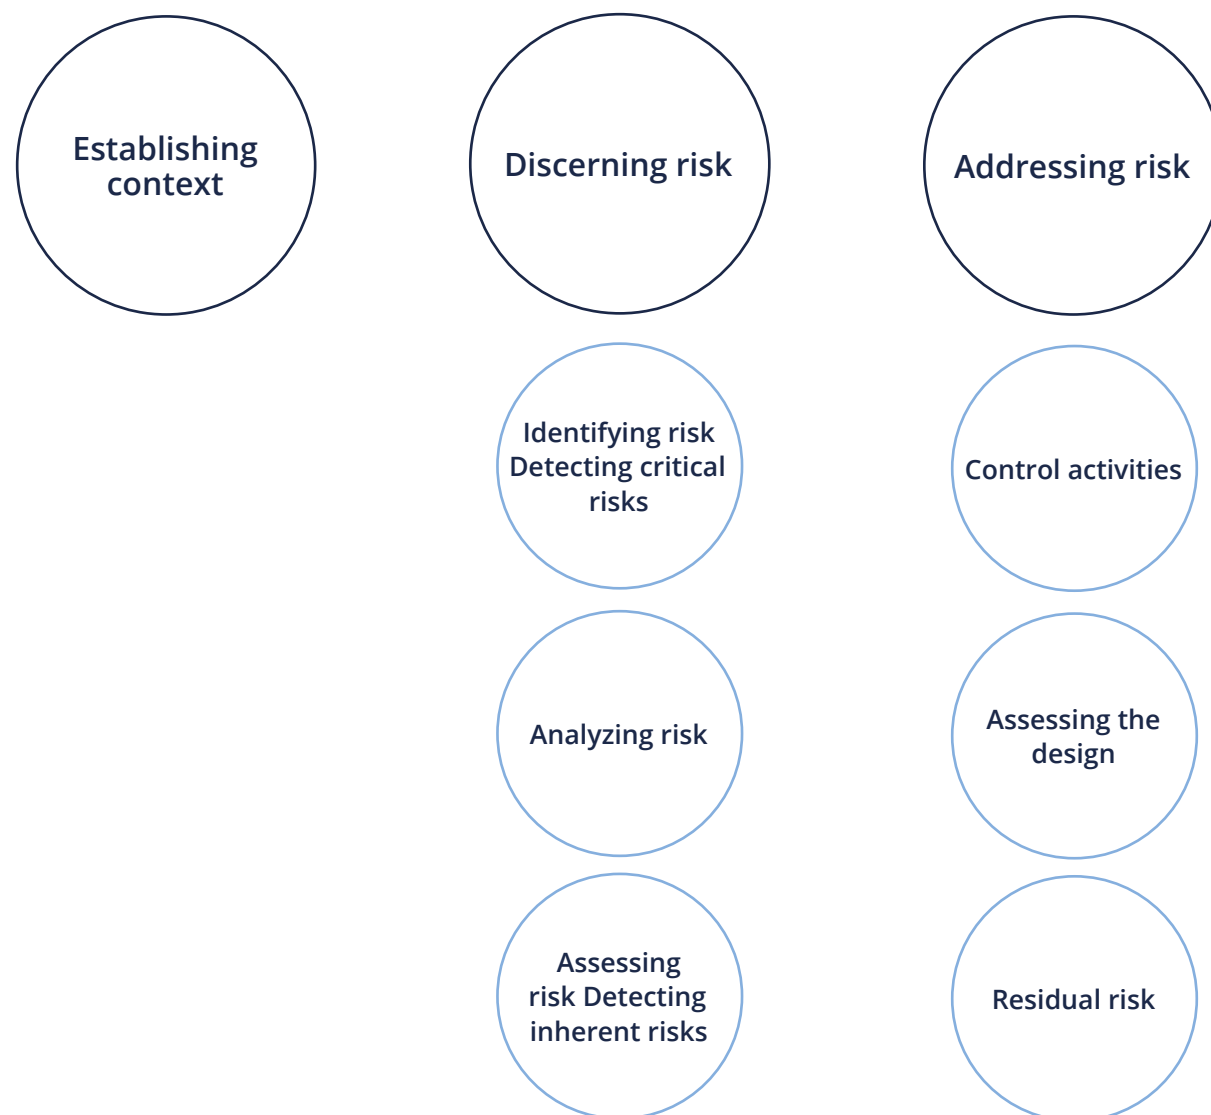 Establishing
context
Discerning risk
Addressing risk
Identifying risk
Detecting critical
risks
Control activities
Analyzing risk
Assessing the
design
Assessing
risk Detecting
inherent risks
Residual risk